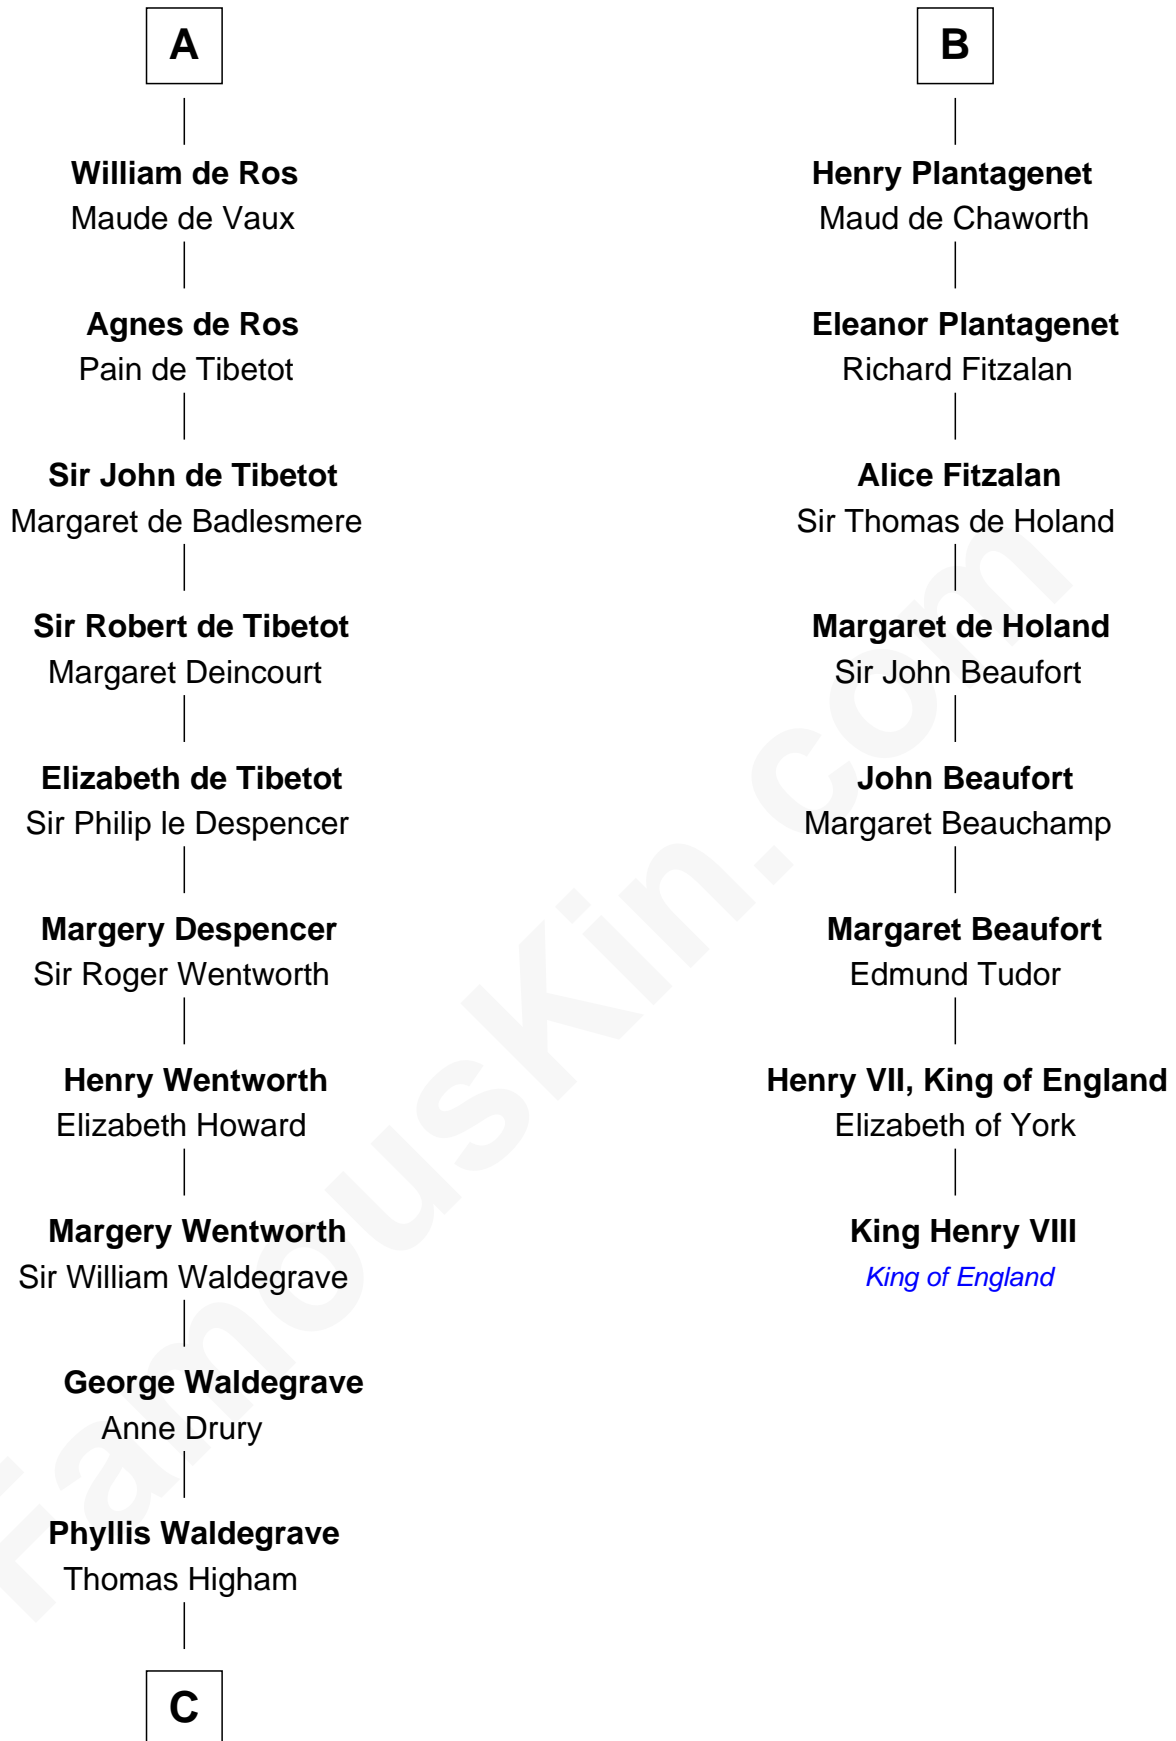 A
William de Ros
Maude de Vaux
Agnes de Ros
Pain de Tibetot
Sir John de Tibetot
Margaret de Badlesmere
Sir Robert de Tibetot
Margaret Deincourt
Elizabeth de Tibetot
Sir Philip le Despencer
Margery Despencer
Sir Roger Wentworth
Henry Wentworth
Elizabeth Howard
Margery Wentworth
Sir William Waldegrave
George Waldegrave
Anne Drury
Phyllis Waldegrave
Thomas Higham
C
B
Henry Plantagenet
Maud de Chaworth
Eleanor Plantagenet
Richard Fitzalan
Alice Fitzalan
Sir Thomas de Holand
Margaret de Holand
Sir John Beaufort
John Beaufort
Margaret Beauchamp
Margaret Beaufort
Edmund Tudor
Henry VII, King of England
Elizabeth of York
King Henry VIII
King of England
FamousKin.com